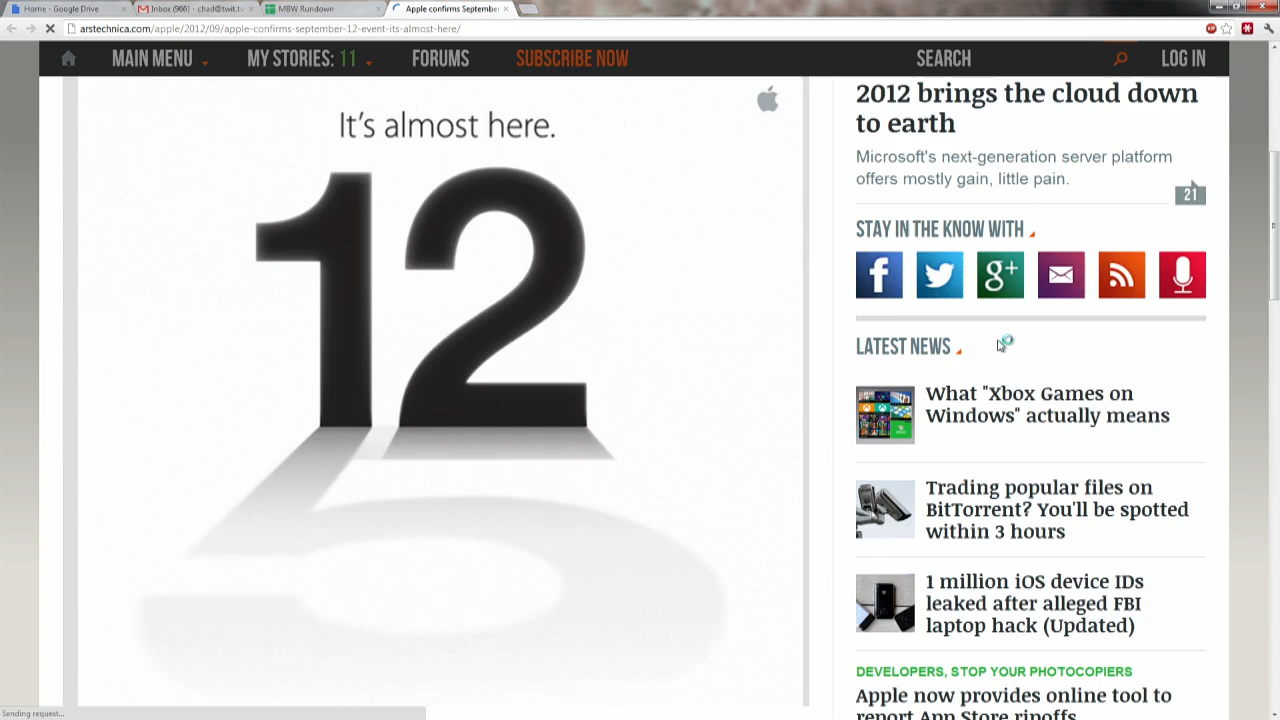 Home - Google Drive
Inbox (966) - chad@twit.tv
MBW Rundown
Apple confirms September
arstechnica.com/apple/2012/09/apple-confirms-september-12-event-its-almost-here/
MAIN MENU
MY STORIES: 11
FORUMS
SUBSCRIBE NOW
SEARCH
LOG IN
It's almost here.
12
5
2012 brings the cloud down
to earth
Microsoft's next-generation server platform
offers mostly gain, little pain.
21
STAY IN THE KNOW WITH
f
g+
LATEST NEWS
What "Xbox Games on
Windows" actually means
Trading popular files on
BitTorrent? You'll be spotted
within 3 hours
1 million iOS device IDs
leaked after alleged FBI
laptop hack (Updated)
DEVELOPERS, STOP YOUR PHOTOCOPIERS
Apple now provides online tool to
report App Store ripoffs
Sending request...